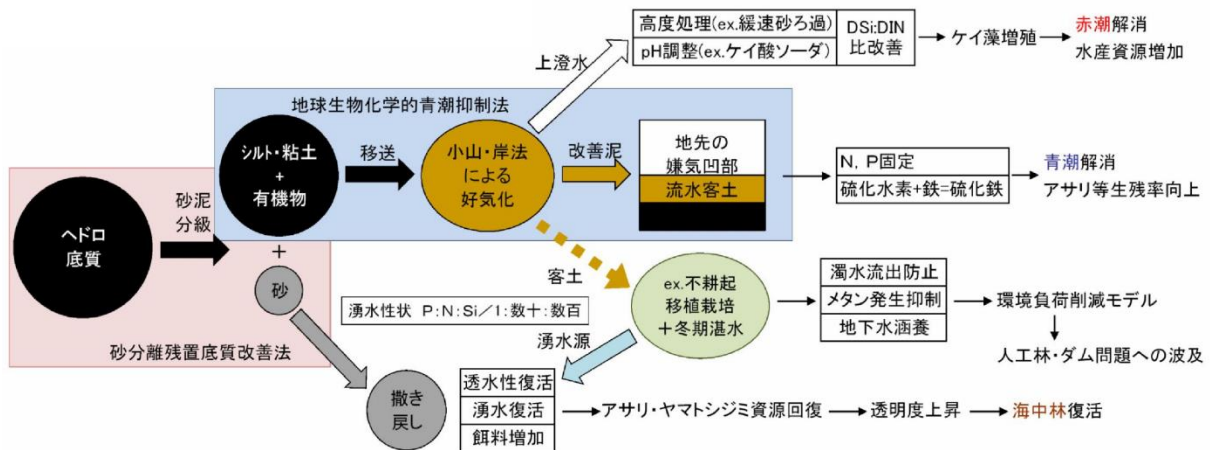 高度処理(ex.緩速砂ろ過)
pH調整(ex.ケイ酸ソーダ)
DSi:DIN
比改善
ケイ藻増殖
赤潮解消
水産資源増加
上澄水
地球生物化学的青潮抑制法
シルト・粘土
+
有機物
移送
小山・岸法
による
好気化
改善泥
地先の
嫌気凹部
流水客土
N, P固定
硫化水素+鉄=硫化鉄
青潮解消
アサリ等生残率向上
ヘドロ
底質
砂泥
分級
+
砂
砂分離残置底質改善法
客土
湧水性状 P:N:Si/1:数十:数百
ex.不耕起
移植栽培
+冬期湛水
濁水流出防止
メタン発生抑制
地下水涵養
環境負荷削減モデル
人工林・ダム問題への波及
湧水源
撒き
戻し
透水性復活
湧水復活
餌料増加
アサリ・ヤマトシジミ資源回復
透明度上昇
海中林復活